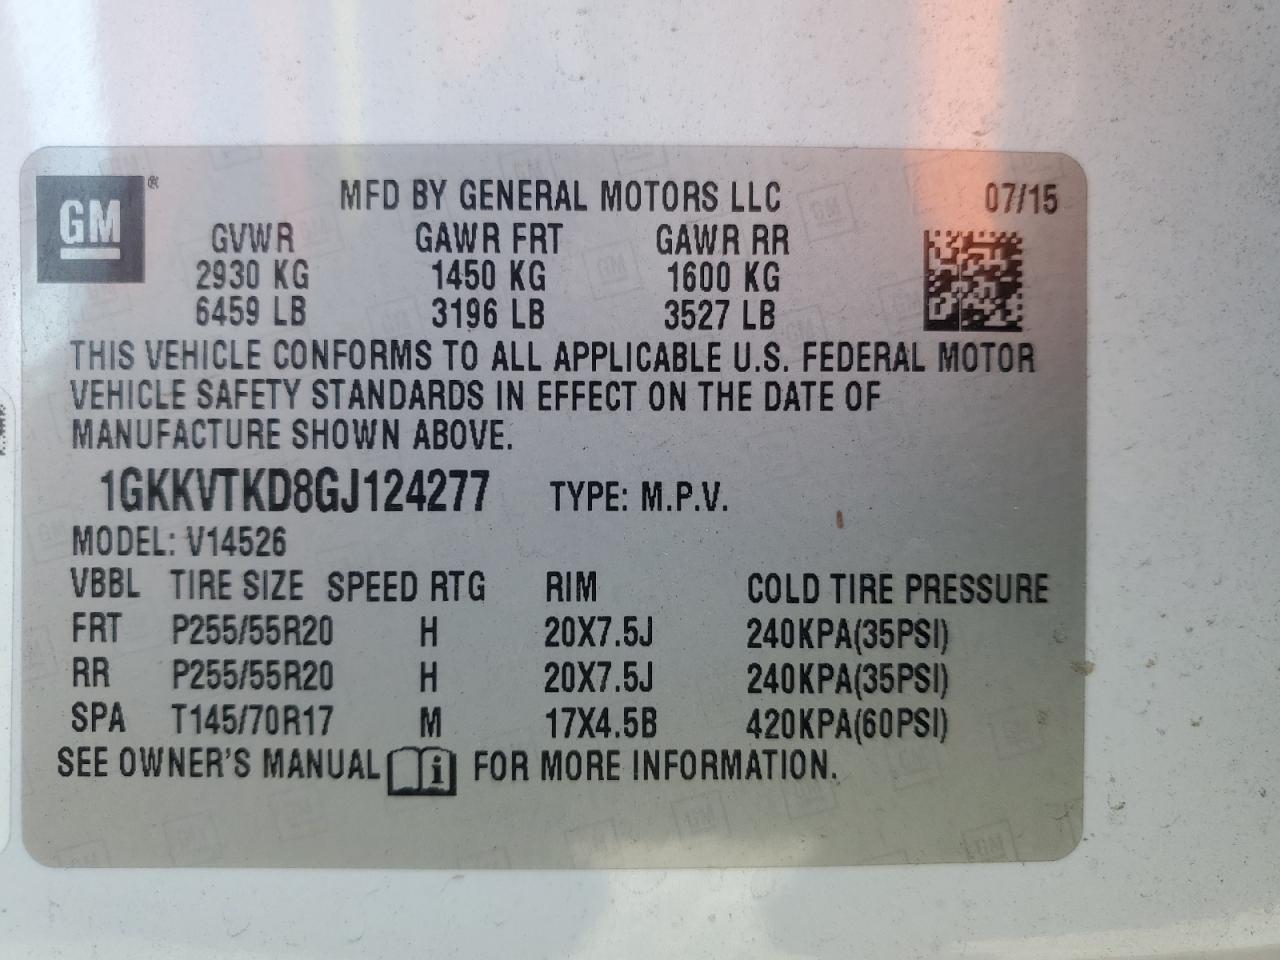 GM® MFD BY GENERAL MOTORS LLC 07/15
GVWR GAWR FRT GAWR RR
2930 KG 1450 KG 1600 KG
6459 LB 3196 LB 3527 LB
THIS VEHICLE CONFORMS TO ALL APPLICABLE U.S. FEDERAL MOTOR
VEHICLE SAFETY STANDARDS IN EFFECT ON THE DATE OF
MANUFACTURE SHOWN ABOVE.
1GKKVTKD8GJ124277 TYPE: M.P.V.
MODEL: V14526
VBBL TIRE SIZE SPEED RTG RIM COLD TIRE PRESSURE
FRT P255/55R20 H 20X7.5J 240KPA(35PSI)
RR P255/55R20 H 20X7.5J 240KPA(35PSI)
SPA T145/70R17 M 17X4.5B 420KPA(60PSI)
SEE OWNER'S MANUAL i FOR MORE INFORMATION.